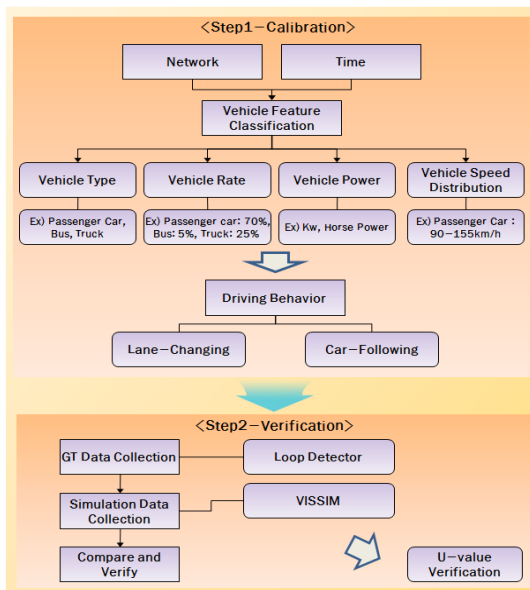 <Step1-Calibration>
Network
Time
Vehicle Feature
Classification
Vehicle Type
Vehicle Rate
Vehicle Power
Vehicle Speed
Distribution
Ex) Passenger Car,
Bus, Truck
Ex) Passenger car: 70%,
Bus: 5%, Truck: 25%
Ex) Kw, Horse Power
Ex) Passenger Car :
90-155km/h
Driving Behavior
Lane-Changing
Car-Following
<Step2-Verification>
GT Data Collection
Loop Detector
Simulation Data
Collection
VISSIM
Compare and
Verify
U-value
Verification